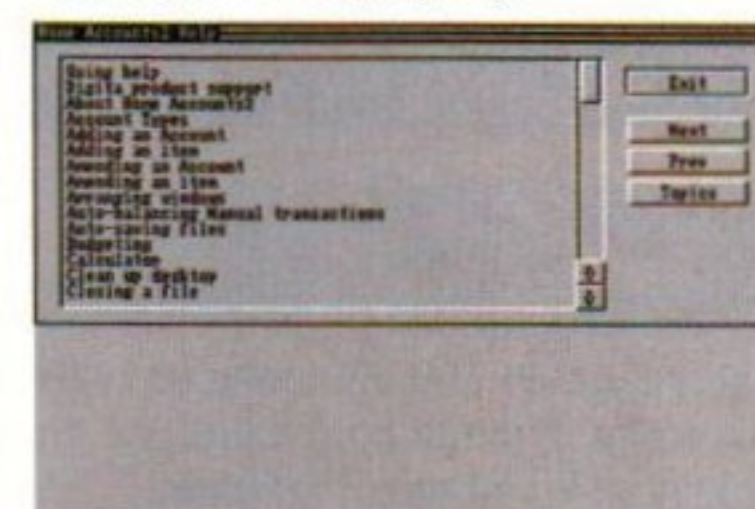 Home Accounts2 Help
Using help
Digita product support
About Home Accounts2
Account Types
Adding an Account
Adding an item
Amending an Account
Amending an item
Arranging windows
Auto-balancing Manual transactions
Auto-saving files
Budgeting
Calculator
Clean up desktop
Closing a file
Exit
Next
Prev
Topics